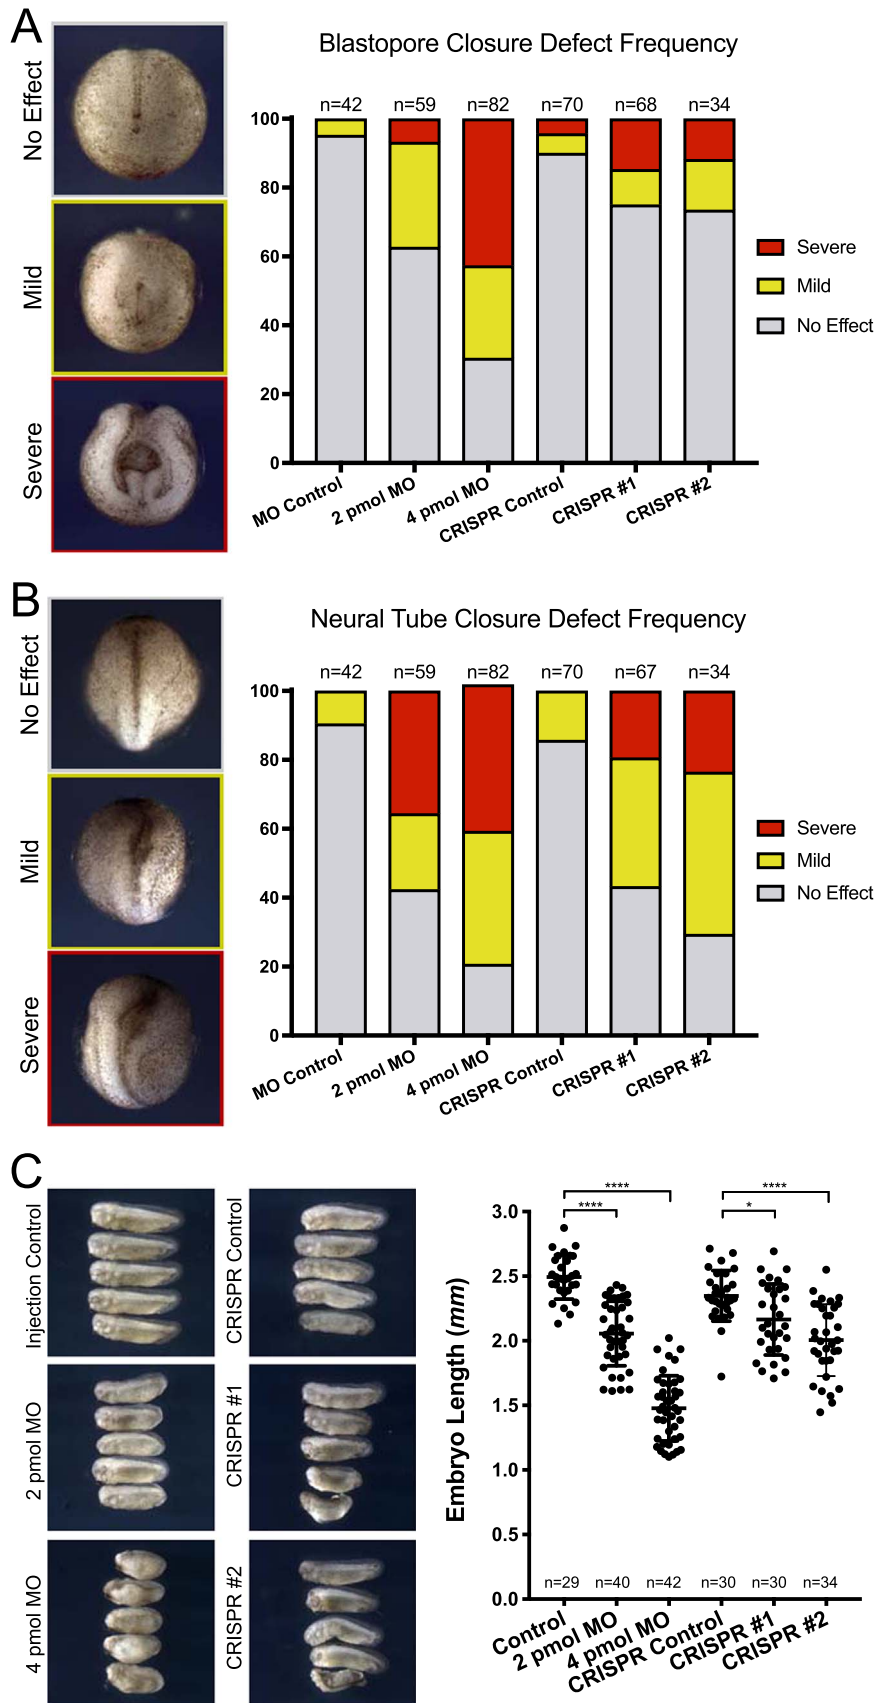 A
No Effect
Mild
Severe
Blastopore Closure Defect Frequency
n=42 n=59 n=82 n=70 n=68 n=34
100
80
60
40
20
0
MO Control
2 pmol MO
4 pmol MO
CRISPR Control
CRISPR #1
CRISPR #2
Severe
Mild
No Effect
B
No Effect
Mild
Severe
Neural Tube Closure Defect Frequency
n=42 n=59 n=82 n=70 n=67 n=34
100
80
60
40
20
0
MO Control
2 pmol MO
4 pmol MO
CRISPR Control
CRISPR #1
CRISPR #2
Severe
Mild
No Effect
C
Injection Control
2 pmol MO
4 pmol MO
CRISPR Control
CRISPR #1
CRISPR #2
Embryo Length (mm)
3.0
2.5
2.0
1.5
1.0
0.5
0.0
**** ****
**** *
n=29 n=40 n=42 n=30 n=30 n=34
Control
2 pmol MO
4 pmol MO
CRISPR Control
CRISPR #1
CRISPR #2